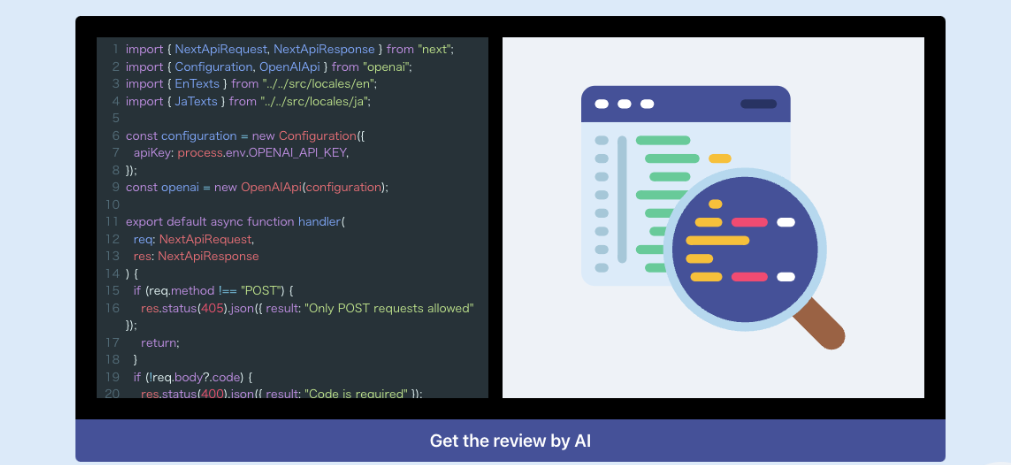 1 import { NextApiRequest, NextApiResponse } from "next";
2 import { Configuration, OpenAIApi } from "openai";
3 import { EnTexts } from "../../src/locales/en";
4 import { JaTexts } from "../../src/locales/ja";
5
6 const configuration = new Configuration({
7 apiKey: process.env.OPENAI_API_KEY,
8 });
9 const openai = new OpenAIApi(configuration);
10
11 export default async function handler(
12 req: NextApiRequest,
13 res: NextApiResponse
14 ) {
15 if (req.method !== "POST") {
16 res.status(405).json({ result: "Only POST requests allowed"
});
17 return;
18 }
19 if (!req.body?.code) {
20 res.status(400).json({ result: "Code is required" });
Get the review by AI